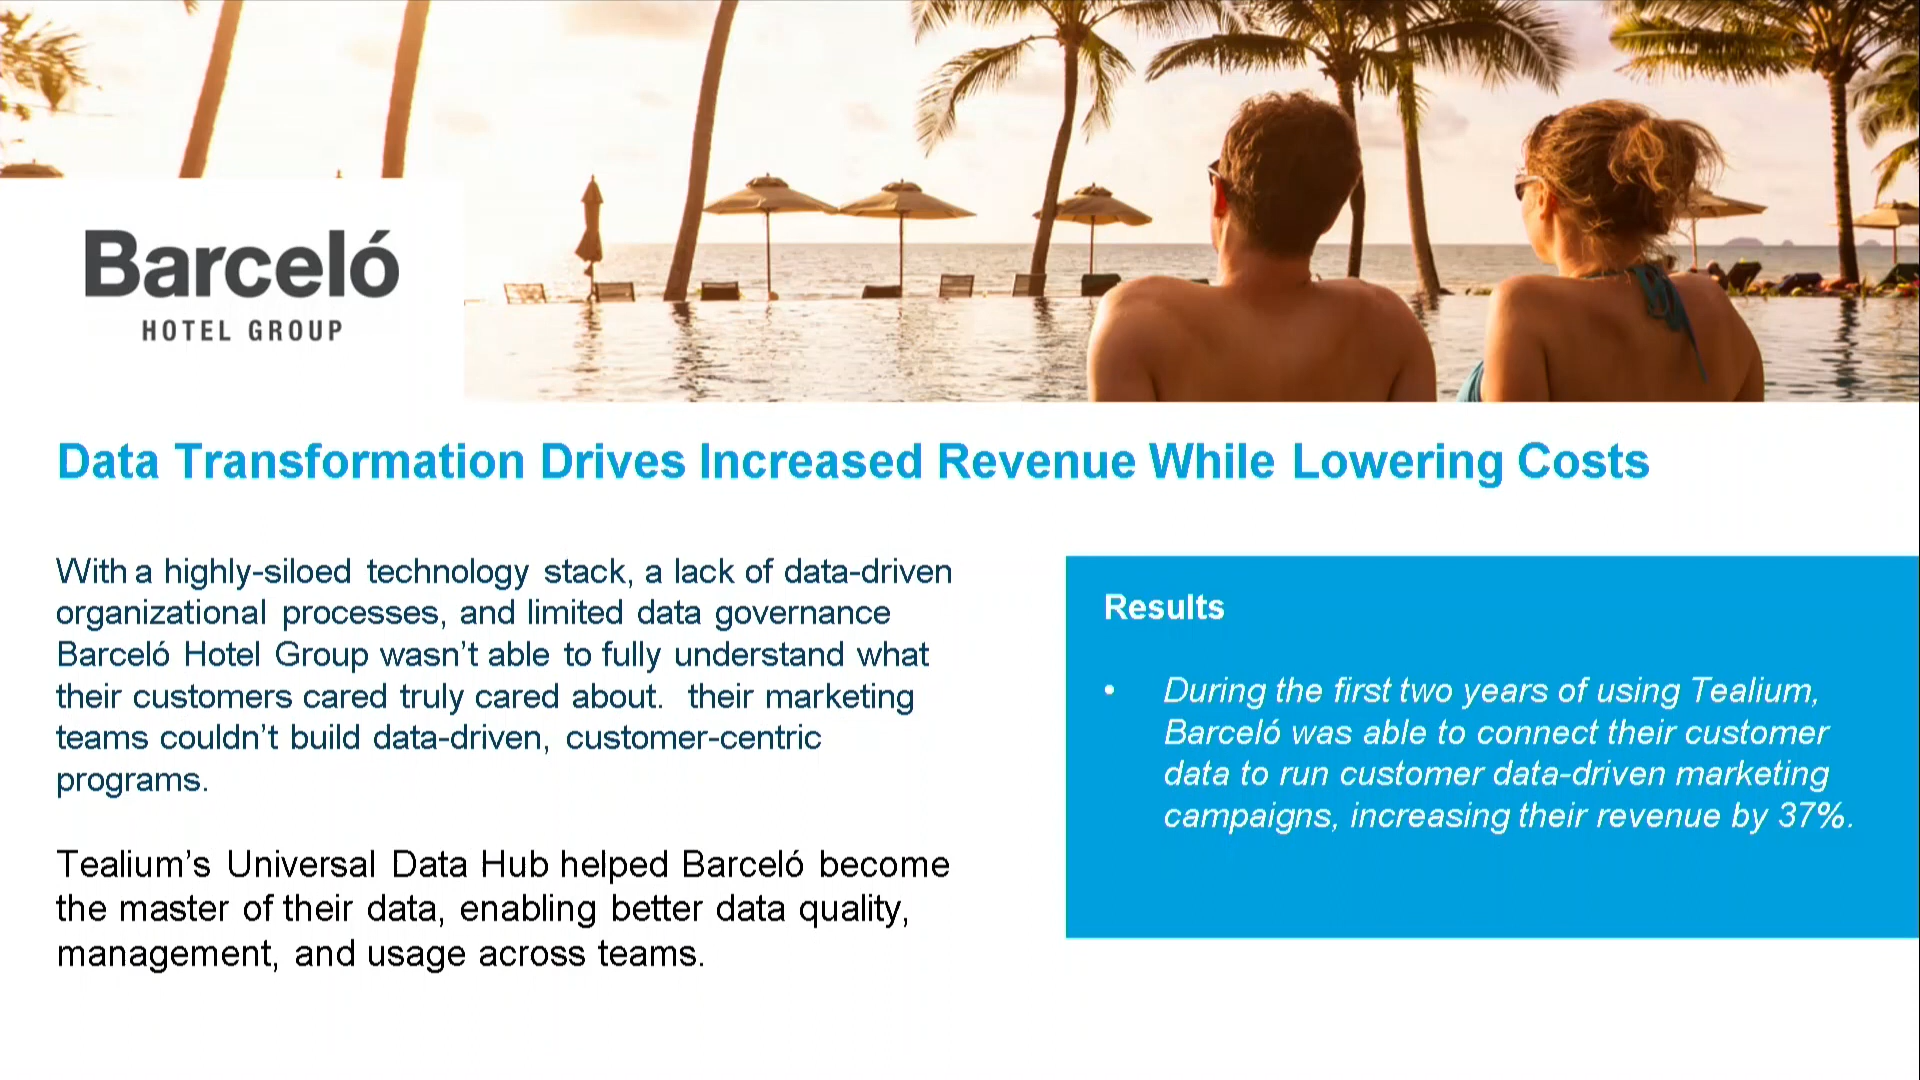 Barceló
HOTEL GROUP
Data Transformation Drives Increased Revenue While Lowering Costs
With a highly-siloed technology stack, a lack of data-driven
organizational processes, and limited data governance
Barceló Hotel Group wasn’t able to fully understand what
their customers cared truly cared about.  their marketing
teams couldn’t build data-driven, customer-centric
programs.
Tealium’s Universal Data Hub helped Barceló become
the master of their data, enabling better data quality,
management, and usage across teams.
Results
• During the first two years of using Tealium,
Barceló was able to connect their customer
data to run customer data-driven marketing
campaigns, increasing their revenue by 37%.